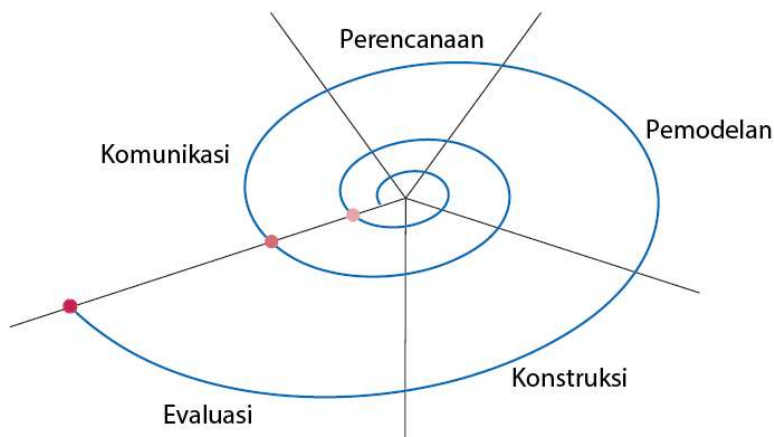 Perencanaan
Komunikasi
Pemodelan
Konstruksi
Evaluasi